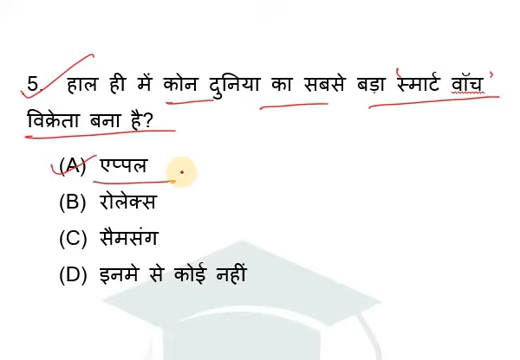 5. हाल ही में कोन दुनिया का सबसे बड़ा स्मार्ट वॉच
विक्रेता बना है?
(A) एप्पल
(B) रोलेक्स
(C) सैमसंग
(D) इनमे से कोई नहीं